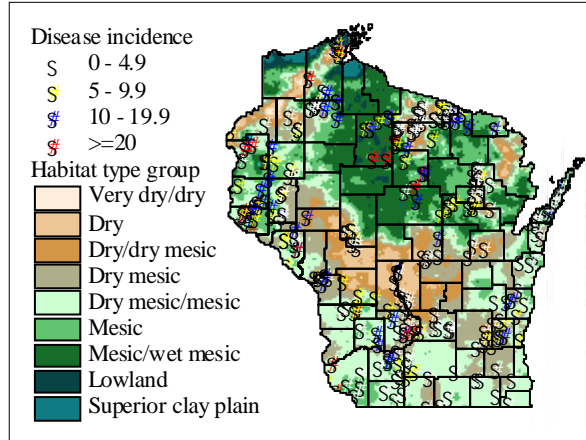 Disease incidence
0 - 4.9
5 - 9.9
10 - 19.9
>=20
Habitat type group
Very dry/dry
Dry
Dry/dry mesic
Dry mesic
Dry mesic/mesic
Mesic
Mesic/wet mesic
Lowland
Superior clay plain